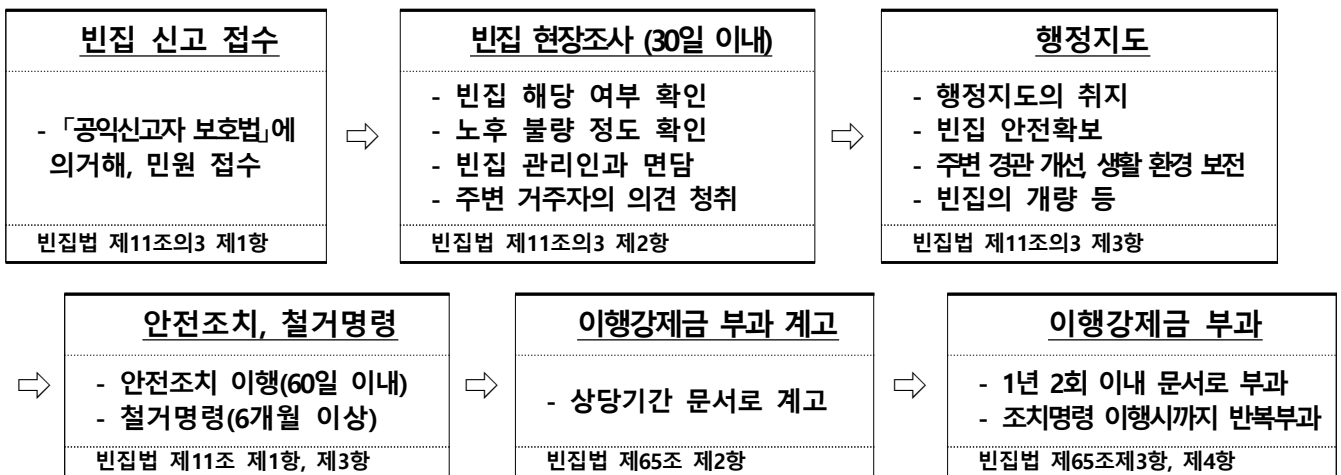 빈집 신고 접수
- 「공익신고자 보호법」에
의거해, 민원 접수
빈집법 제11조의3 제1항
⇨
빈집 현장조사 (30일 이내)
- 빈집 해당 여부 확인
- 노후 불량 정도 확인
- 빈집 관리인과 면담
- 주변 거주자의 의견 청취
빈집법 제11조의3 제2항
⇨
행정지도
- 행정지도의 취지
- 빈집 안전확보
- 주변 경관 개선, 생활 환경 보전
- 빈집의 개량 등
빈집법 제11조의3 제3항
⇨
안전조치, 철거명령
- 안전조치 이행(60일 이내)
- 철거명령(6개월 이상)
빈집법 제11조 제1항, 제3항
⇨
이행강제금 부과 계고
- 상당기간 문서로 계고
빈집법 제65조 제2항
⇨
이행강제금 부과
- 1년 2회 이내 문서로 부과
- 조치명령 이행시까지 반복부과
빈집법 제65조제3항, 제4항